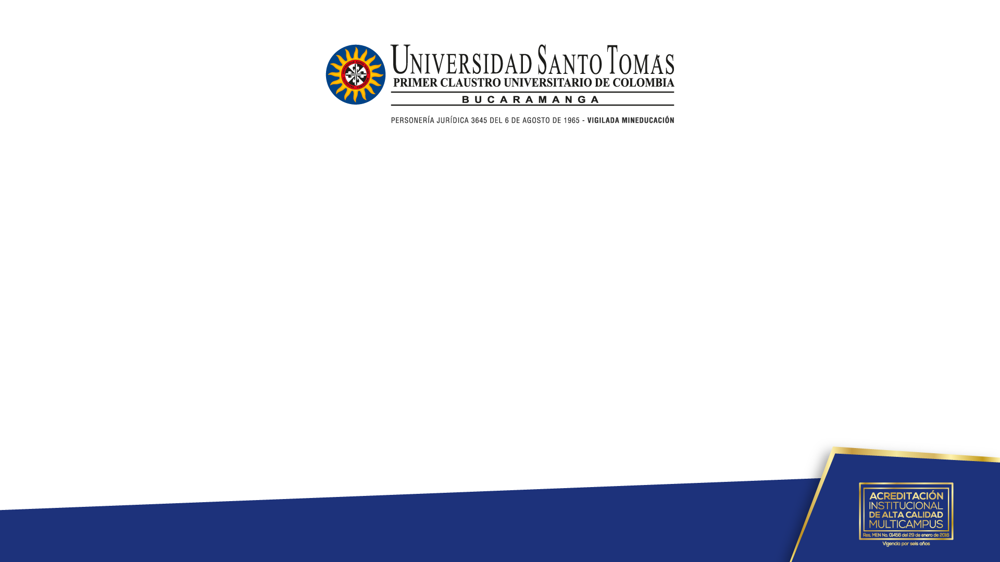 UNIVERSIDAD SANTO TOMÁS
PRIMER CLAUSTRO UNIVERSITARIO DE COLOMBIA
BUCARAMANGA
PERSONERÍA JURÍDICA 3645 DEL 6 DE AGOSTO DE 1965 - VIGILADA MINEDUCACIÓN
ACREDITACIÓN
INSTITUCIONAL
DE ALTA CALIDAD
MULTICAMPUS
Res. MEN No. 01456 del 29 de enero de 2016
Vigencia por seis años